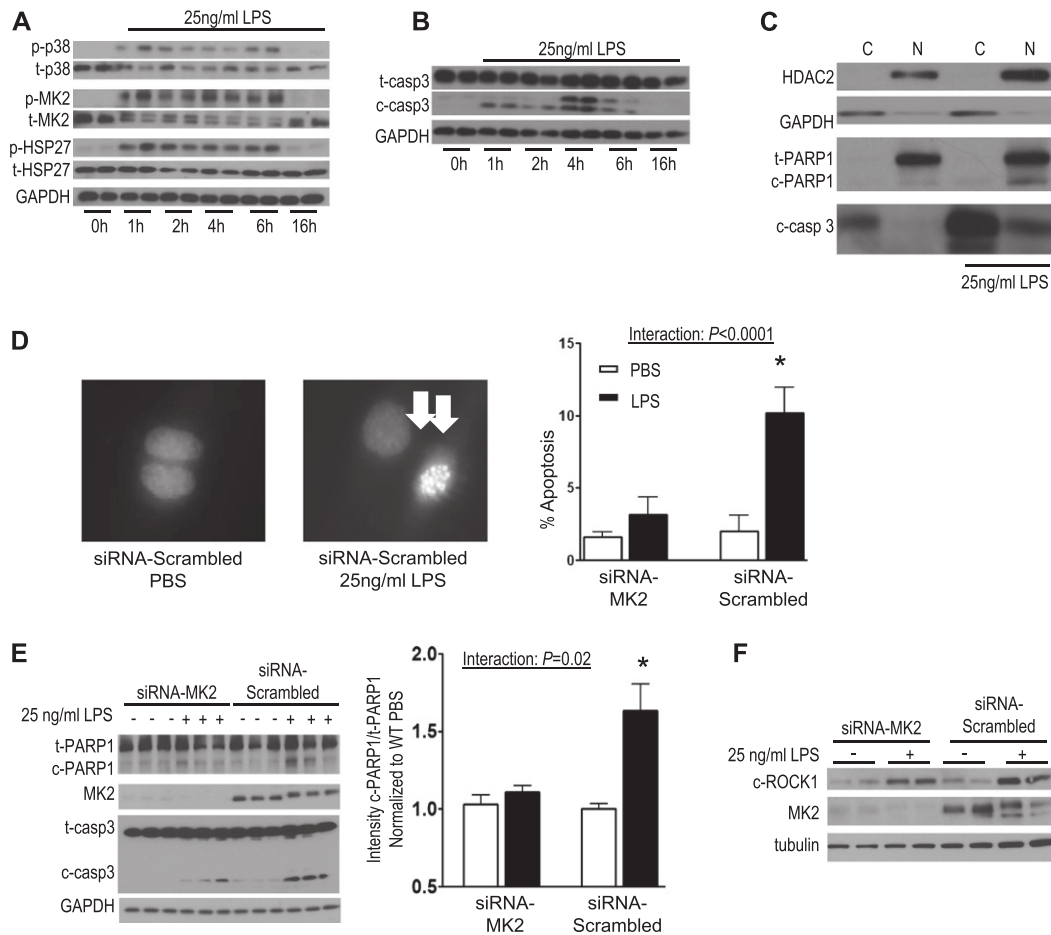 A
25ng/ml LPS
p-p38
t-p38
p-MK2
t-MK2
p-HSP27
t-HSP27
GAPDH
0h 1h 2h 4h 6h 16h
B
25ng/ml LPS
t-casp3
c-casp3
GAPDH
0h 1h 2h 4h 6h 16h
C
C N C N
HDAC2
GAPDH
t-PARP1
c-PARP1
c-casp 3
25ng/ml LPS
D
siRNA-Scrambled
PBS
siRNA-Scrambled
25ng/ml LPS
Interaction: P<0.0001
15
10
5
0
% Apoptosis
PBS
LPS
*
siRNA-
MK2
siRNA-
Scrambled
E
siRNA-MK2
siRNA-
Scrambled
25 ng/ml LPS - - - + + + - - - + + +
t-PARP1
c-PARP1
MK2
t-casp3
c-casp3
GAPDH
Intensity c-PARP1/t-PARP1
Normalized to WT PBS
2.0
1.5
1.0
0.5
Interaction: P=0.02
*
siRNA-
MK2
siRNA-
Scrambled
F
siRNA-MK2
siRNA-
Scrambled
25 ng/ml LPS - + - +
c-ROCK1
MK2
tubulin